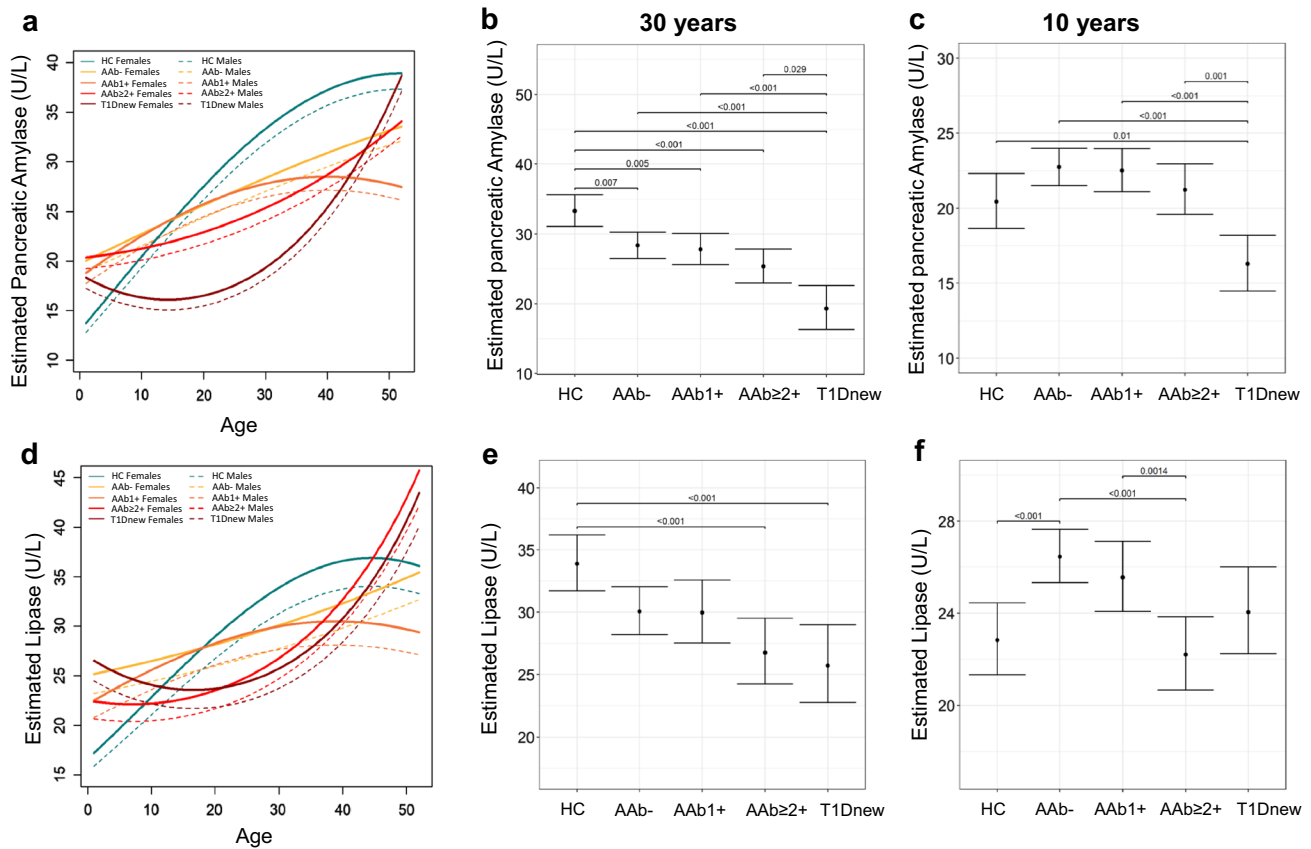 a
Estimated Pancreatic Amylase (U/L)
40
35
30
25
20
15
10
HC Females
HC Males
AAb- Females
AAb- Males
AAb1+ Females
AAb1+ Males
AAb≥2+ Females
AAb≥2+ Males
T1Dnew Females
T1Dnew Males
0 10 20 30 40 50
Age
b
30 years
Estimated pancreatic Amylase (U/L)
50
40
30
20
10
0.029
<0.001
<0.001
<0.001
<0.001
0.005
0.007
HC AAb- AAb1+ AAb≥2+ T1Dnew
c
10 years
Estimated pancreatic Amylase (U/L)
30
25
20
15
10
0.001
<0.001
<0.001
0.01
HC AAb- AAb1+ AAb≥2+ T1Dnew
d
Estimated Lipase (U/L)
45
40
35
30
25
20
15
HC Females
HC Males
AAb- Females
AAb- Males
AAb1+ Females
AAb1+ Males
AAb≥2+ Females
AAb≥2+ Males
T1Dnew Females
T1Dnew Males
0 10 20 30 40 50
Age
e
Estimated Lipase (U/L)
40
35
30
25
20
<0.001
<0.001
HC AAb- AAb1+ AAb≥2+ T1Dnew
f
Estimated Lipase (U/L)
28
24
20
0.0014
<0.001
<0.001
HC AAb- AAb1+ AAb≥2+ T1Dnew